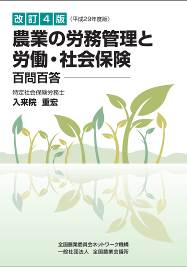 改訂4版 (平成29年度版)
農業の労務管理と
労働・社会保険
百問百答
特定社会保険労務士
入来院 重宏
全国農業委員会ネットワーク機構
一般社団法人 全国農業会議所